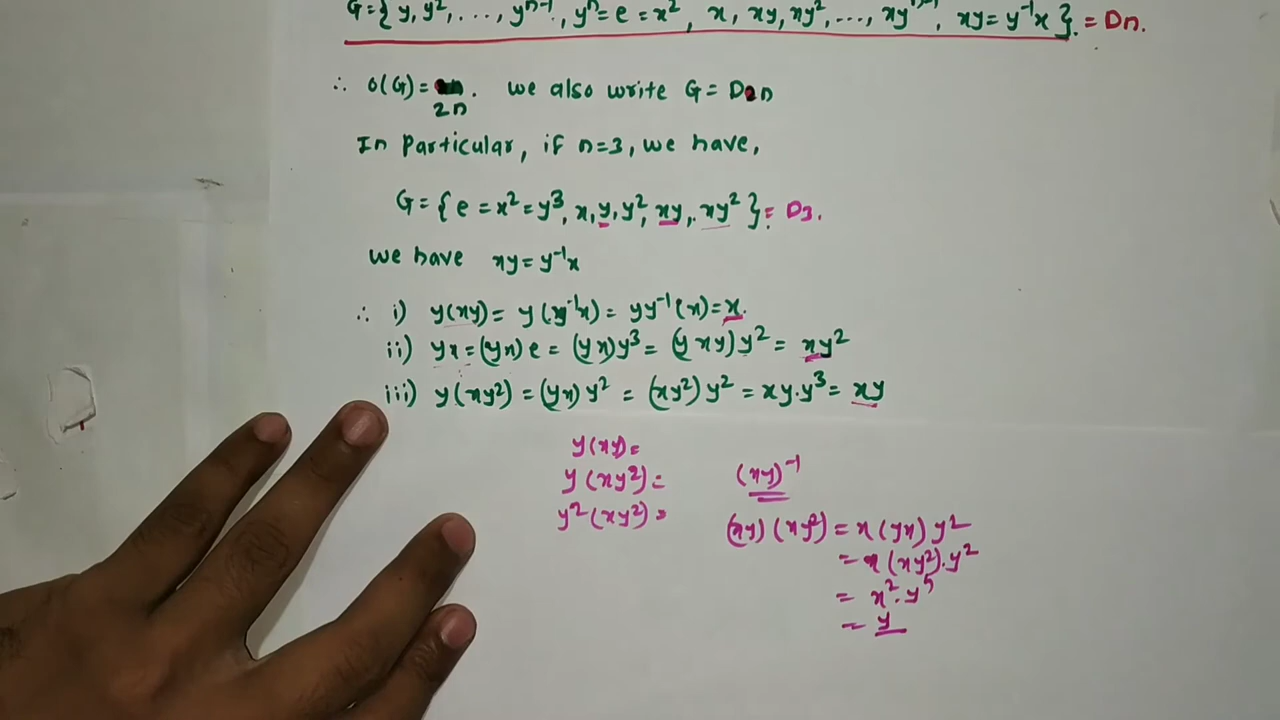 G={ y, y², ..., yⁿ⁻¹, yⁿ=e=x², x, xy, xy², ..., xyⁿ⁻¹, xy=y⁻¹x }. = Dn.
∴ o(G)= 2n. we also write G= D2n
In particular, if n=3, we have,
G={ e=x²=y³, x, y, y², xy, xy² }= D3.
we have xy=y⁻¹x
∴ i) y(xy)= y(y⁻¹x)= yy⁻¹(x)=x.
ii) yx=(yx)e=(yx)y³=(y xy)y²= xy²
iii) y(xy²)=(yx)y² =(xy²)y² = xy.y³= xy
y(xy)=
y(xy²)=
y²(xy²)=
(xy)⁻¹
(xy)(xy²)= x(yx)y²
= x(xy²).y²
= x².y⁵
= y